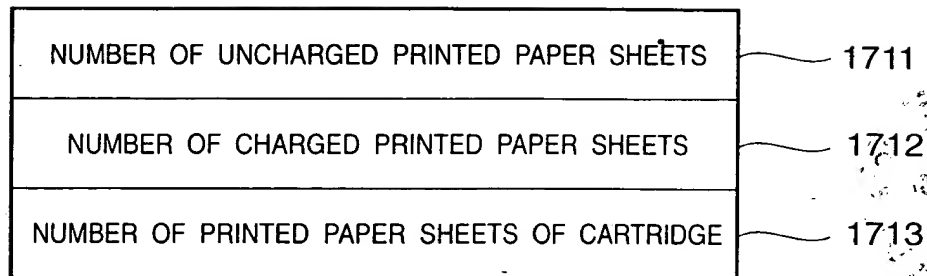 NUMBER OF UNCHARGED PRINTED PAPER SHEETS 1711
NUMBER OF CHARGED PRINTED PAPER SHEETS 1712
NUMBER OF PRINTED PAPER SHEETS OF CARTRIDGE 1713